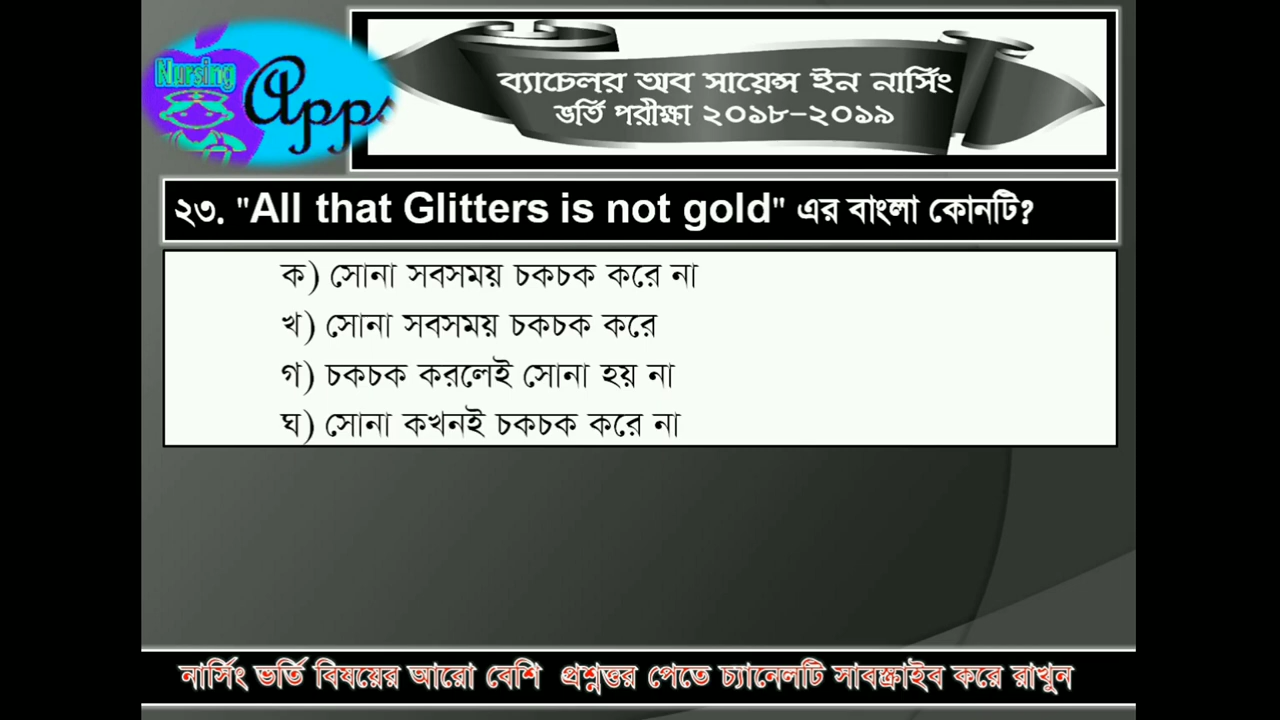 Nursing
Apps
ব্যাচেলর অব সায়েন্স ইন নার্সিং
ভর্তি পরীক্ষা ২০১৮-২০১৯
২৩. "All that Glitters is not gold" এর বাংলা কোনটি?
ক) সোনা সবসময় চকচক করে না
খ) সোনা সবসময় চকচক করে
গ) চকচক করলেই সোনা হয় না
ঘ) সোনা কখনই চকচক করে না
নার্সিং ভর্তি বিষয়ের আরো বেশি প্রশ্নত্তর পেতে চ্যানেলটি সাবস্ক্রাইব করে রাখুন